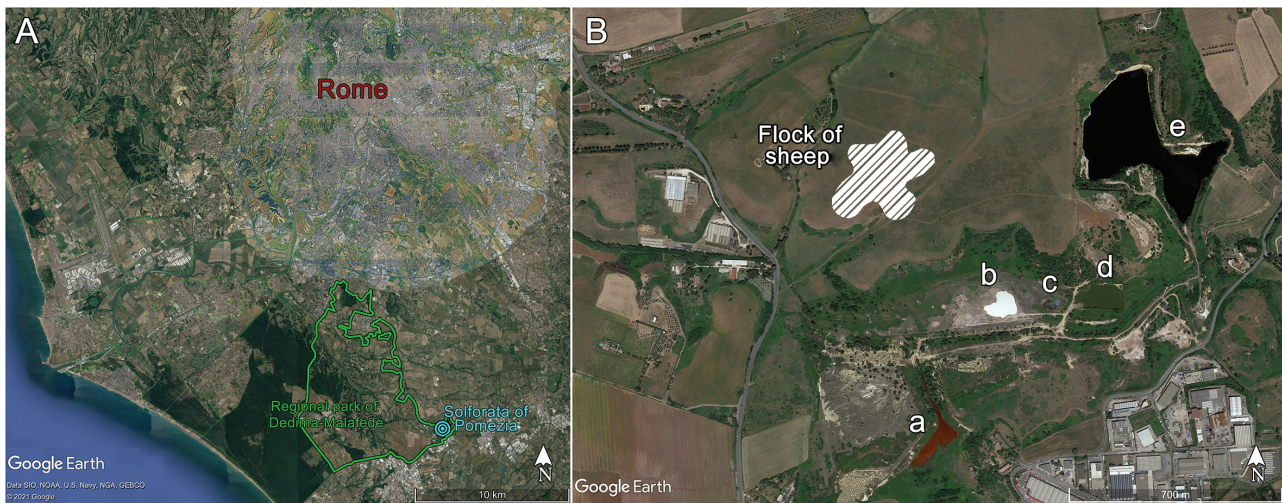 A
Rome
Regional park of
Dedima-Malafede
Solforata of
Pomezia
Google Earth
Data SIO, NOAA, U.S. Navy, NGA, GEBCO
© 2021 Google
10 km
N
B
Flock of
sheep
e
b
c
d
a
Google Earth
700 m
N